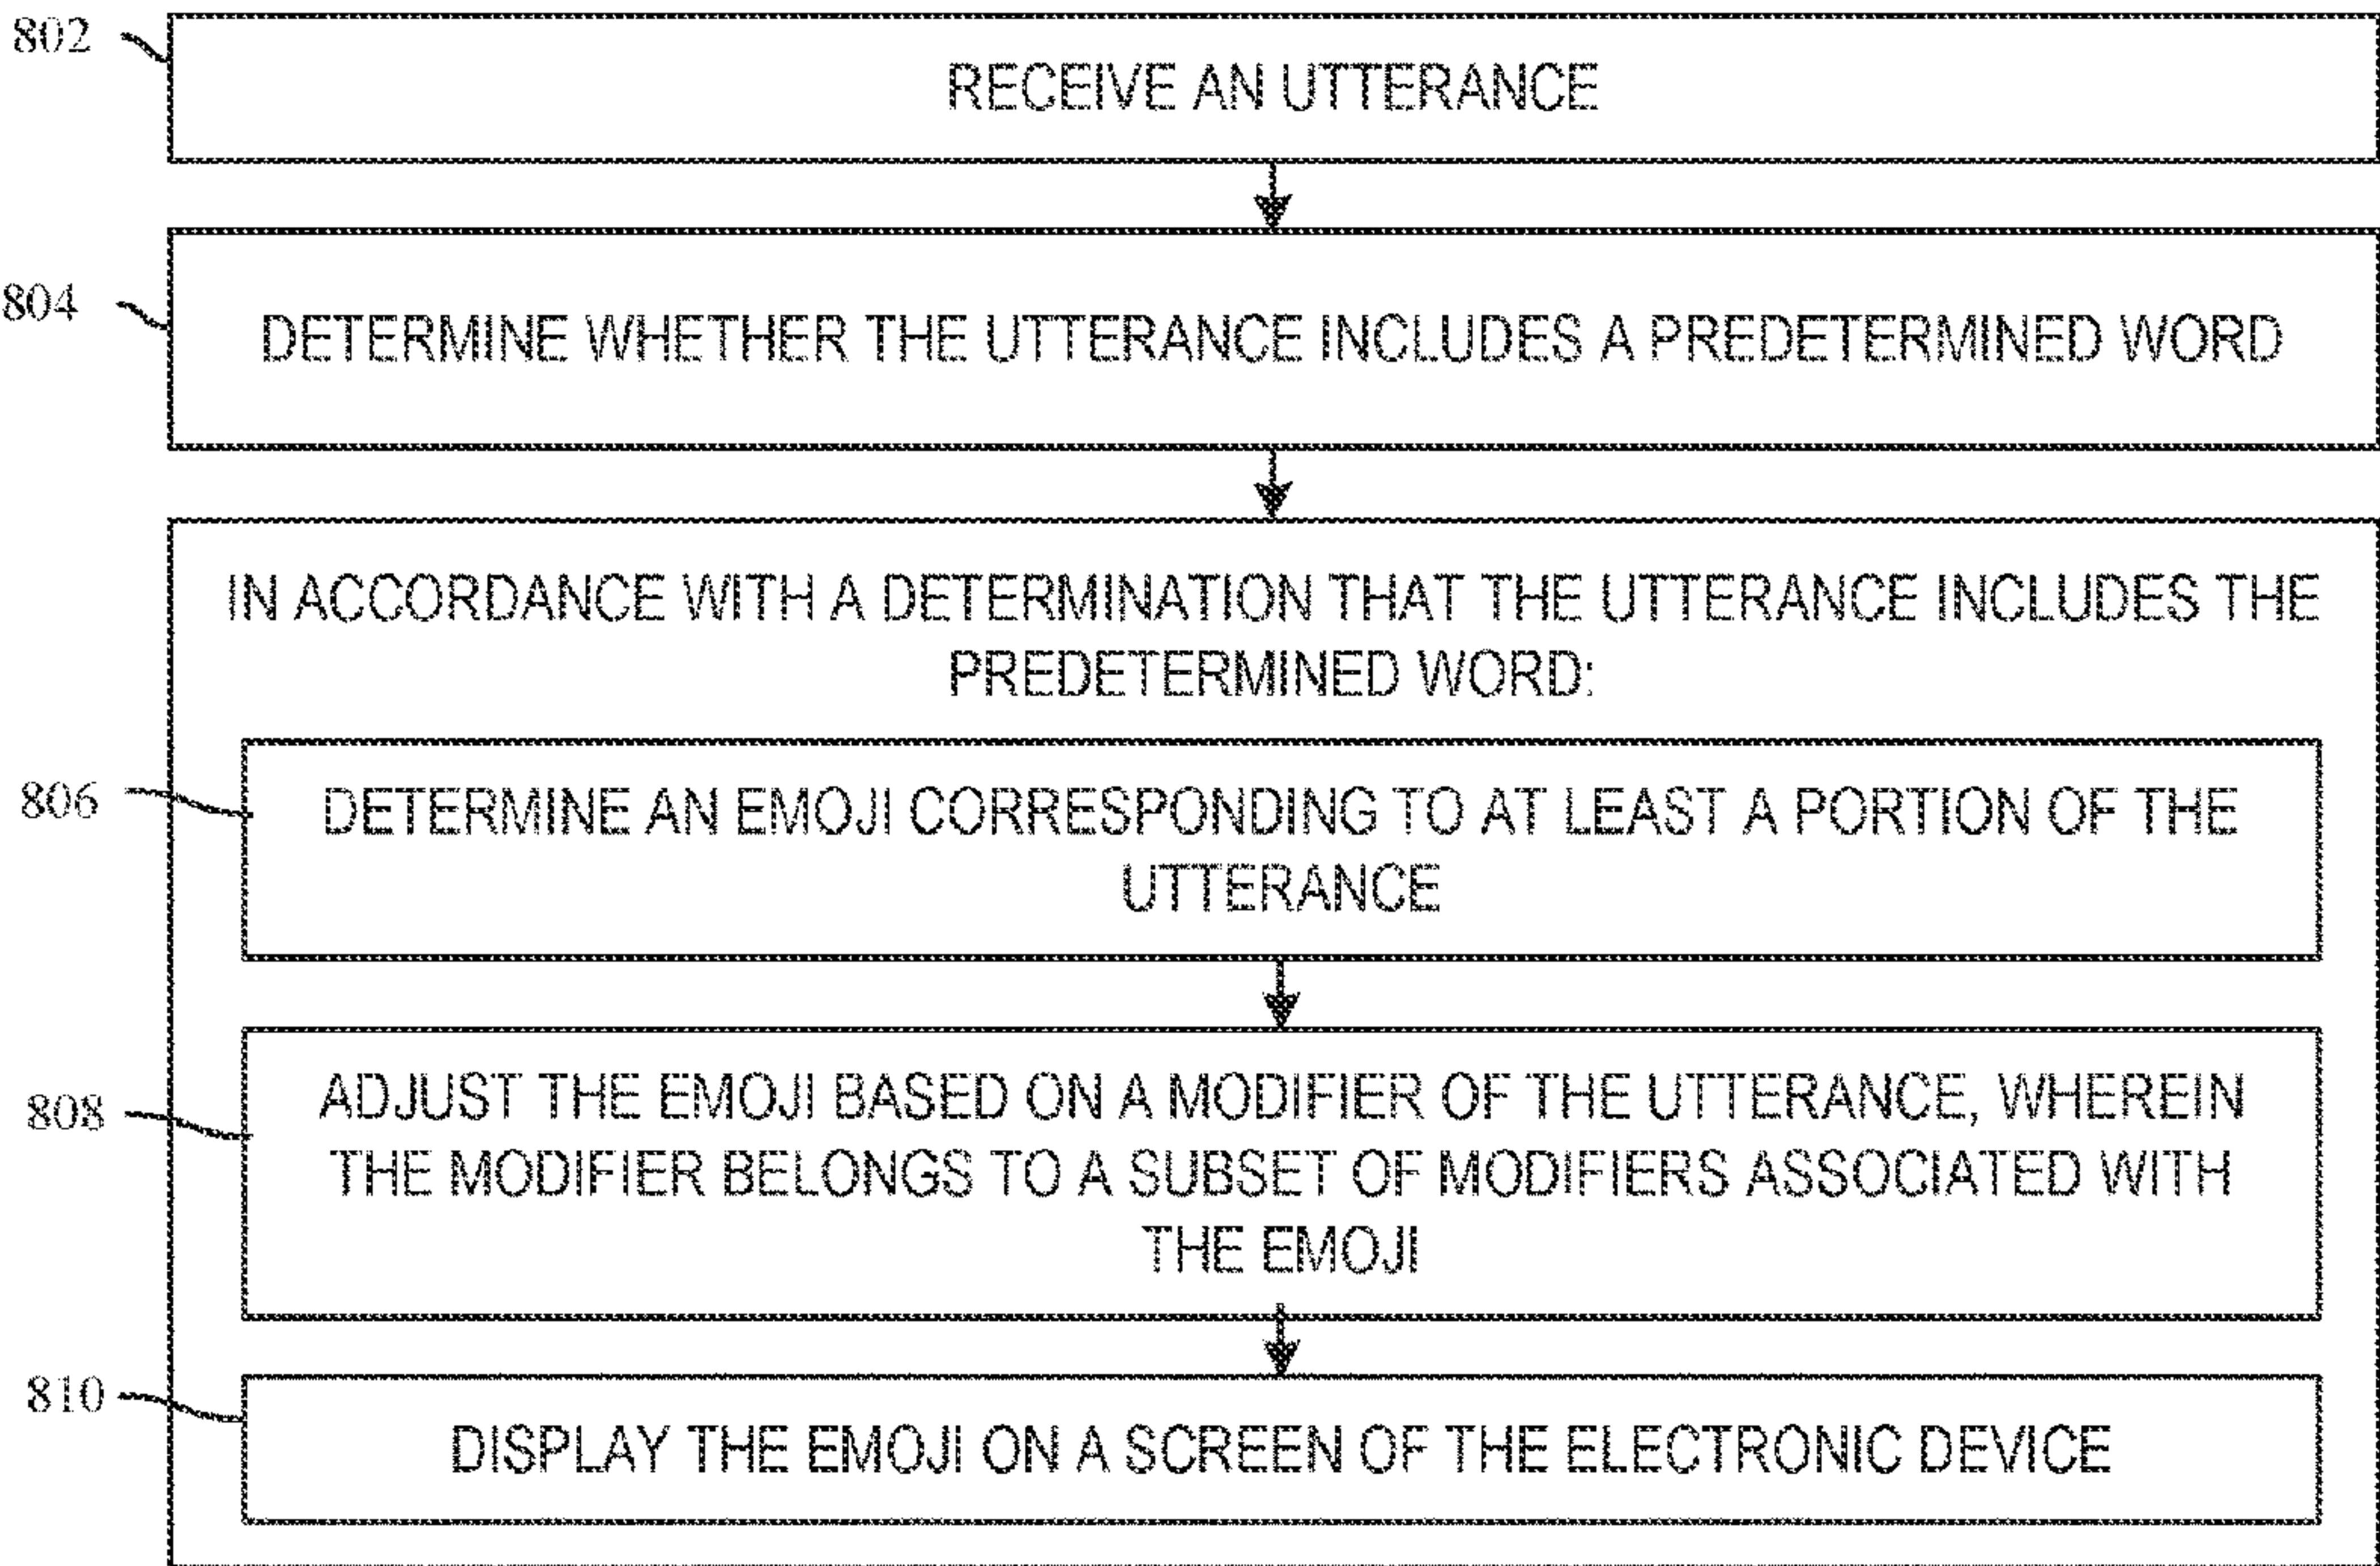 802
RECEIVE AN UTTERANCE
804
DETERMINE WHETHER THE UTTERANCE INCLUDES A PREDETERMINED WORD
IN ACCORDANCE WITH A DETERMINATION THAT THE UTTERANCE INCLUDES THE
PREDETERMINED WORD:
806
DETERMINE AN EMOJI CORRESPONDING TO AT LEAST A PORTION OF THE
UTTERANCE
808
ADJUST THE EMOJI BASED ON A MODIFIER OF THE UTTERANCE, WHEREIN
THE MODIFIER BELONGS TO A SUBSET OF MODIFIERS ASSOCIATED WITH
THE EMOJI
810
DISPLAY THE EMOJI ON A SCREEN OF THE ELECTRONIC DEVICE